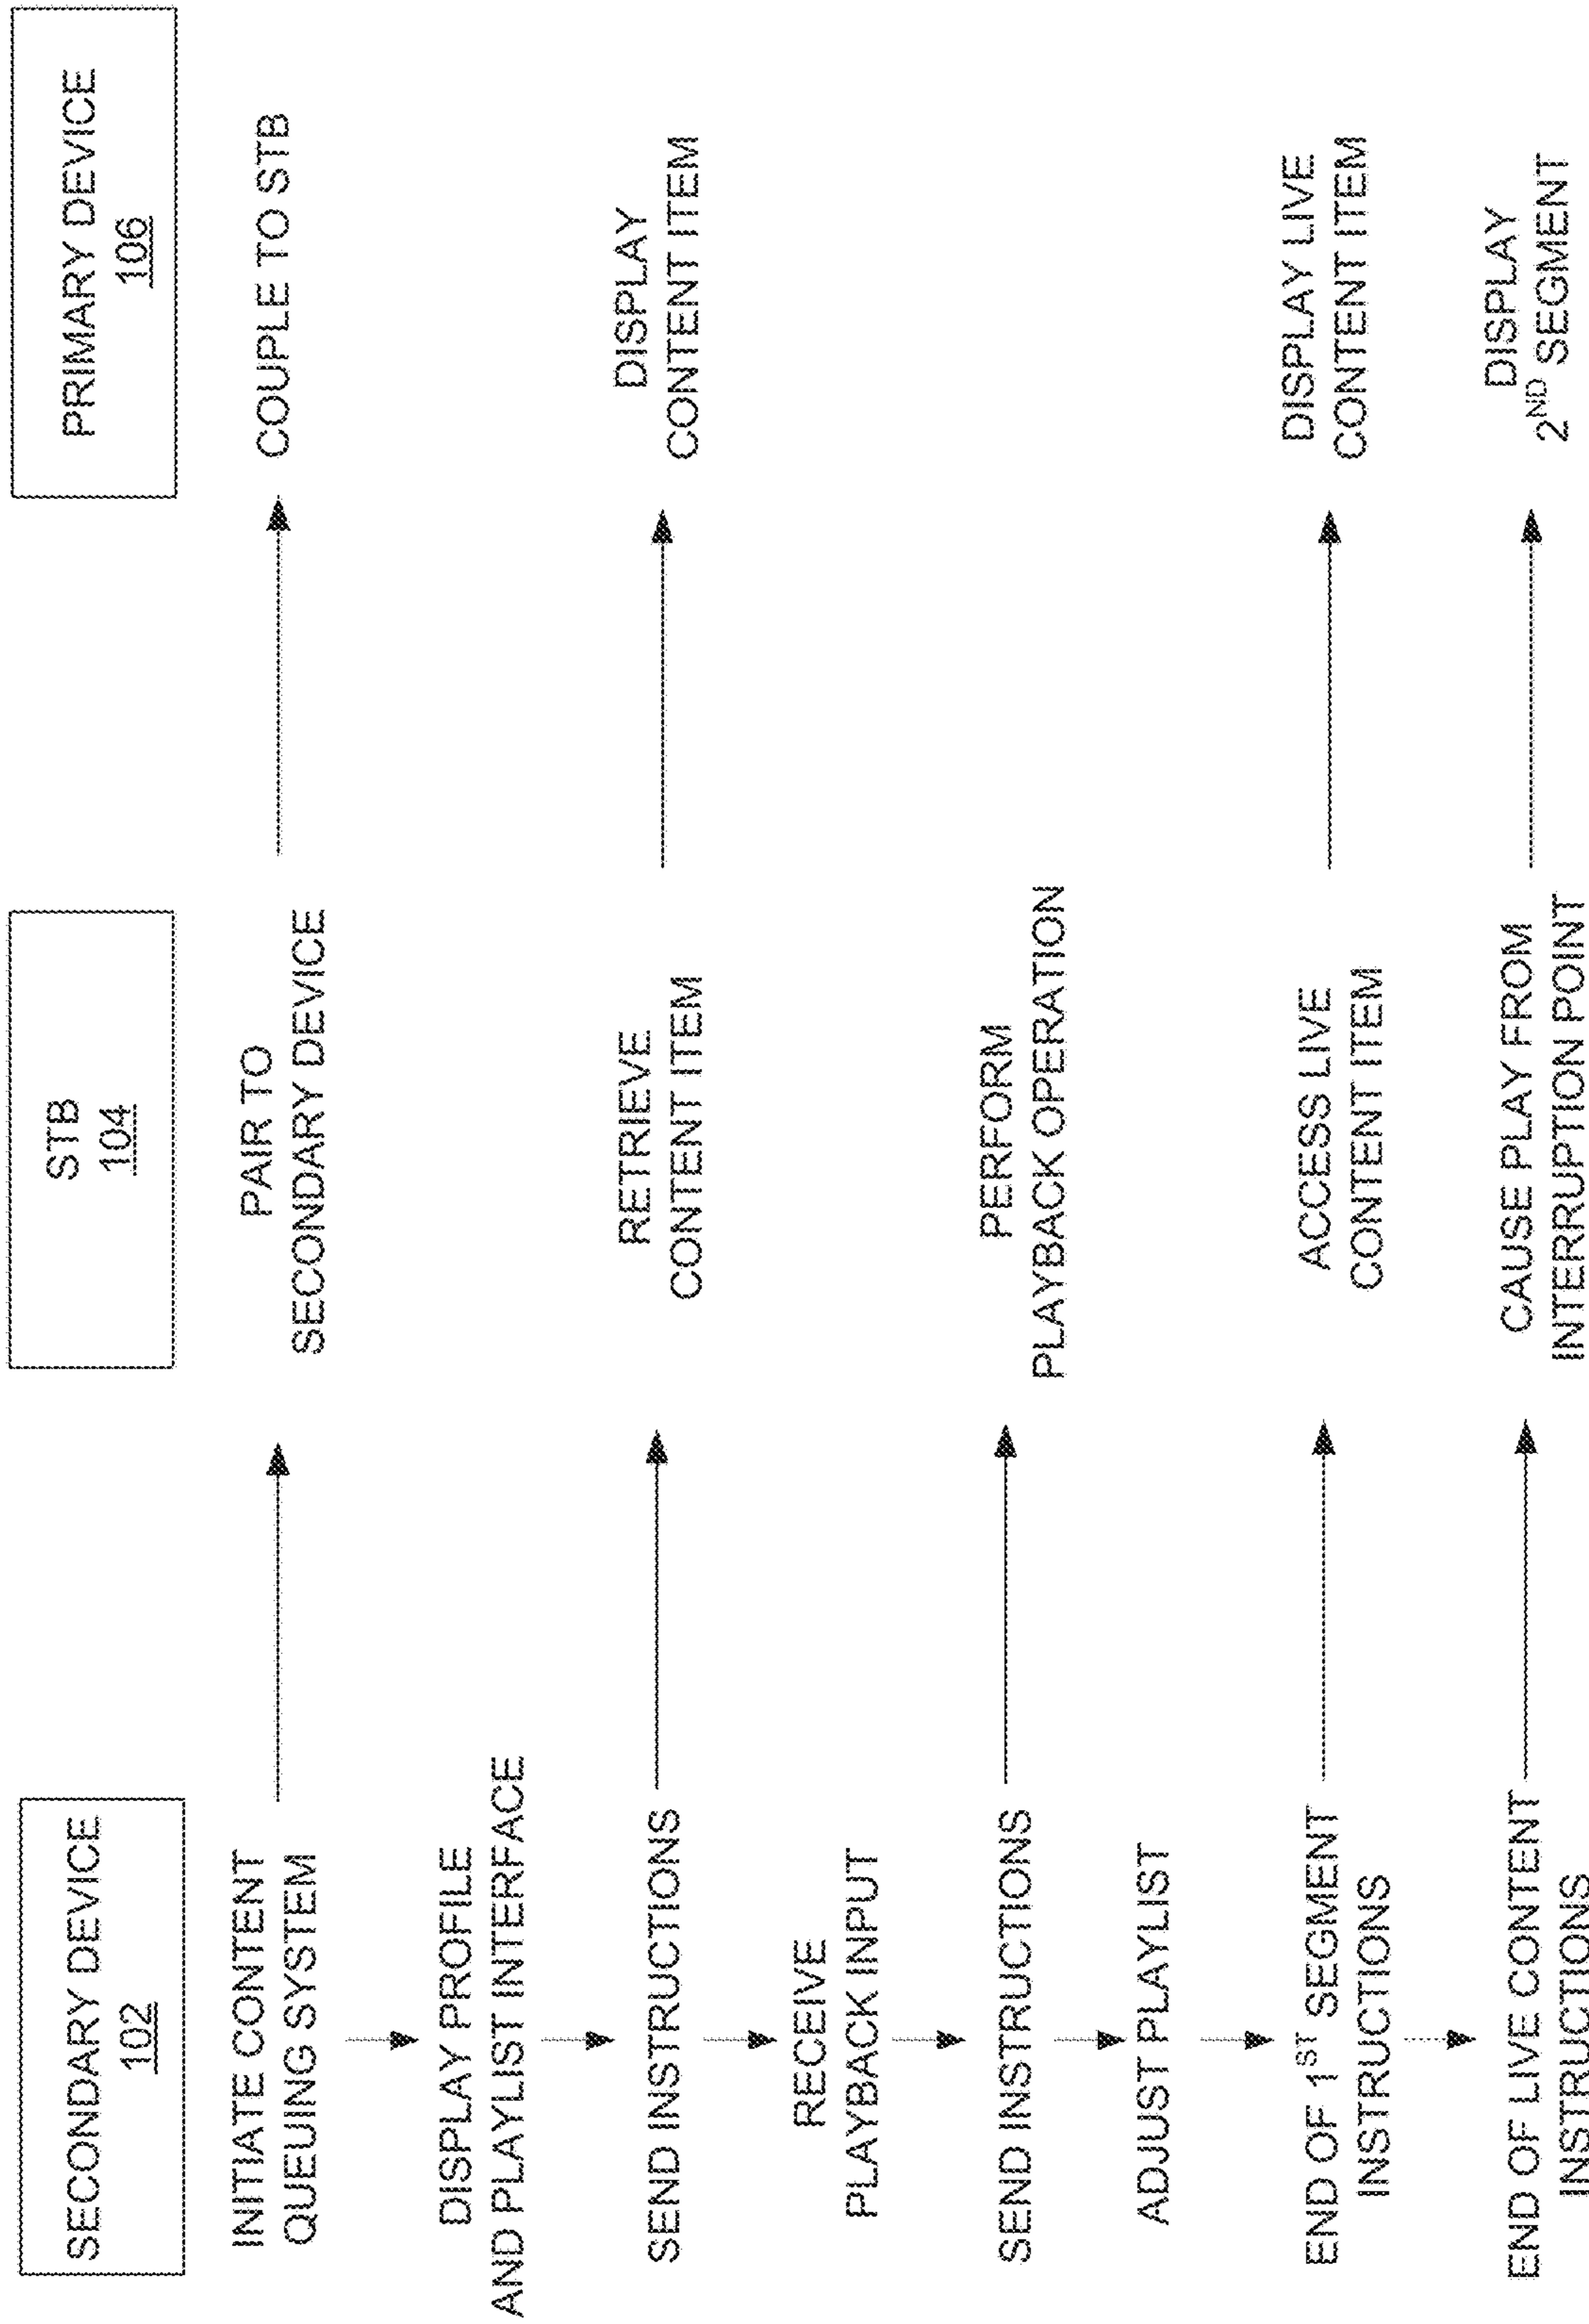 SECONDARY DEVICE
102
STB
104
PRIMARY DEVICE
106
INITIATE CONTENT
QUEUING SYSTEM
PAIR TO
SECONDARY DEVICE
COUPLE TO STB
DISPLAY PROFILE
AND PLAYLIST INTERFACE
SEND INSTRUCTIONS
RETRIEVE
CONTENT ITEM
DISPLAY
CONTENT ITEM
RECEIVE
PLAYBACK INPUT
SEND INSTRUCTIONS
PERFORM
PLAYBACK OPERATION
ADJUST PLAYLIST
END OF 1ST SEGMENT
INSTRUCTIONS
ACCESS LIVE
CONTENT ITEM
DISPLAY LIVE
CONTENT ITEM
END OF LIVE CONTENT
INSTRUCTIONS
CAUSE PLAY FROM
INTERRUPTION POINT
DISPLAY
2ND SEGMENT